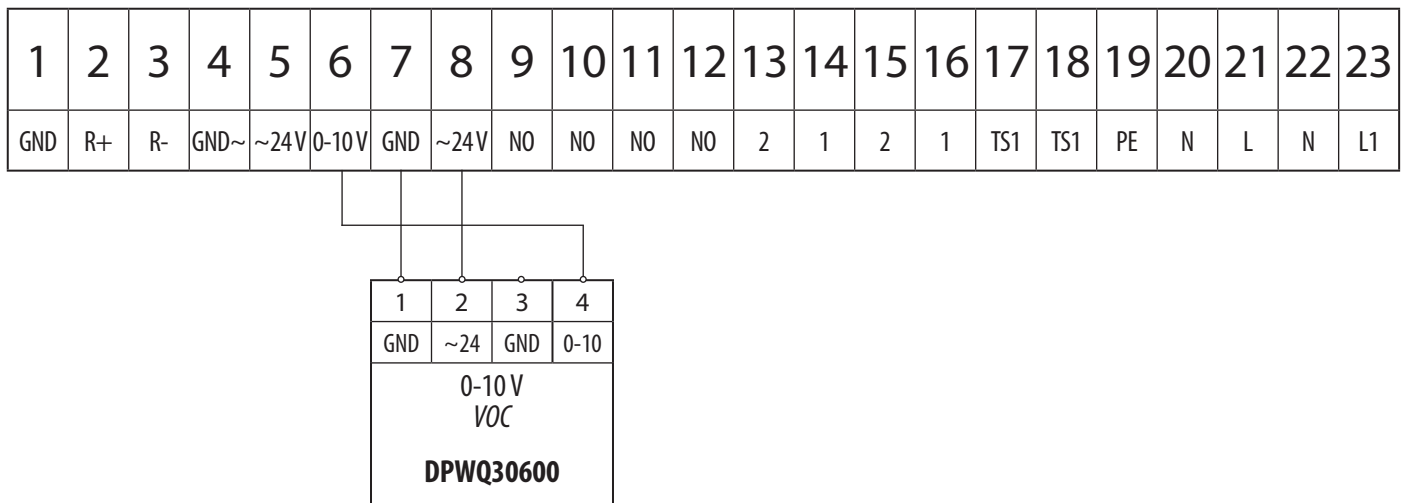 1 2 3 4 5 6 7 8 9 10 11 12 13 14 15 16 17 18 19 20 21 22 23
GND R+ R- GND~ ~24 V 0-10 V GND ~24 V NO NO NO NO 2 1 2 1 TS1 TS1 PE N L N L1
1 2 3 4
GND ~24 GND 0-10
0-10 V
VOC
DPWQ30600